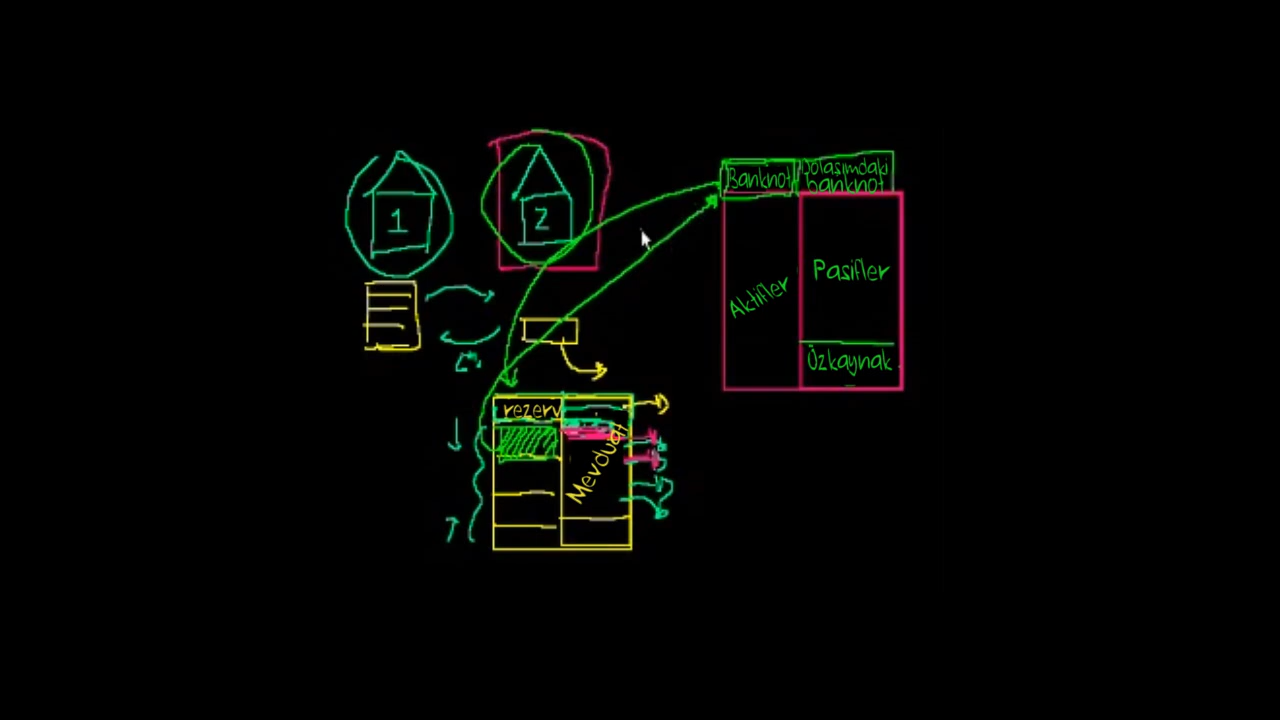 1
2
Banknot
Dolaşımdaki
banknot
Aktifler
Pasifler
Özkaynak
rezerv
Mevduat